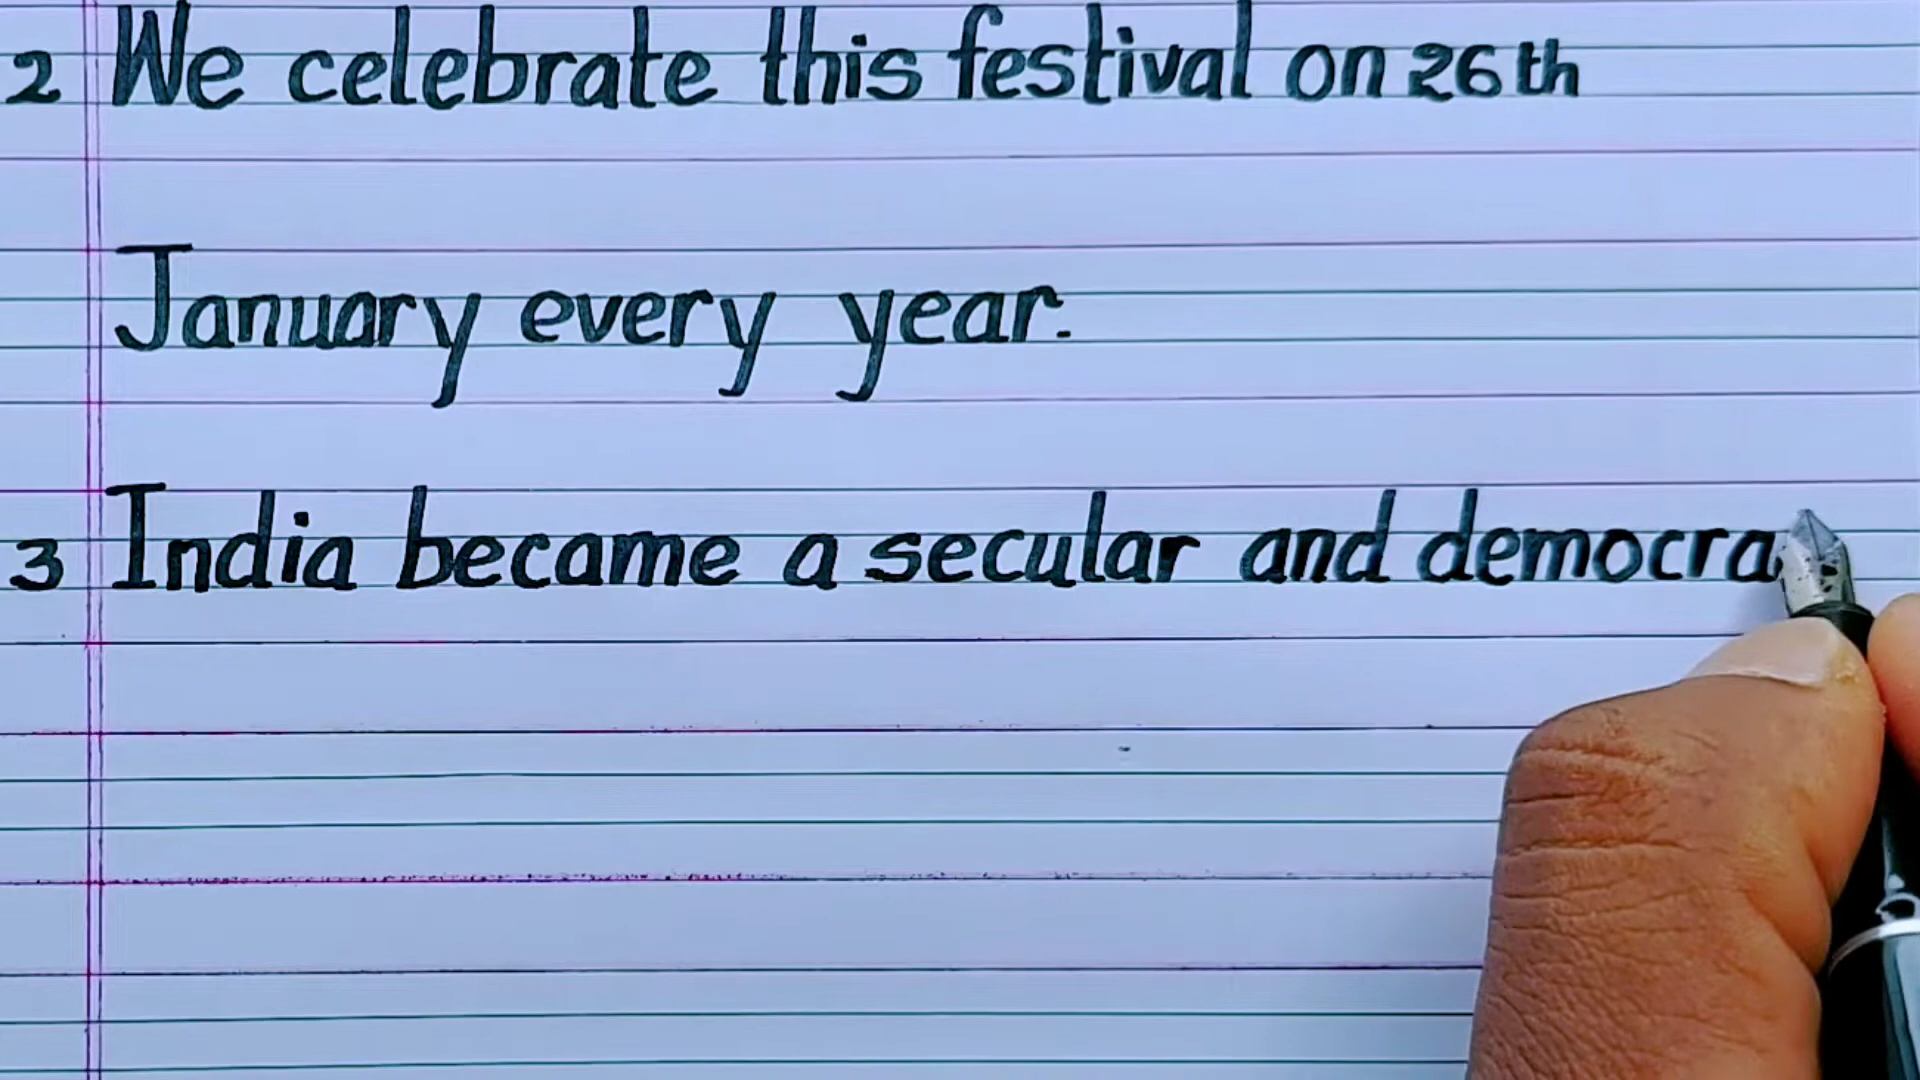 2 We celebrate this festival on 26th
January every year.
3 India became a secular and democra